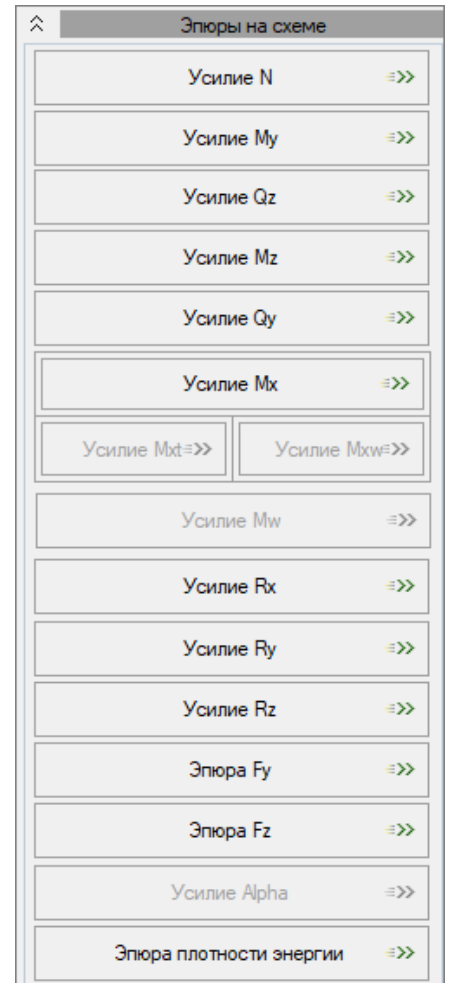 Эпюры на схеме
Усилие N
Усилие My
Усилие Qz
Усилие Mz
Усилие Qy
Усилие Mx
Усилие Mxt Усилие Mxw
Усилие Mw
Усилие Rx
Усилие Ry
Усилие Rz
Эпюра Fy
Эпюра Fz
Усилие Alpha
Эпюра плотности энергии